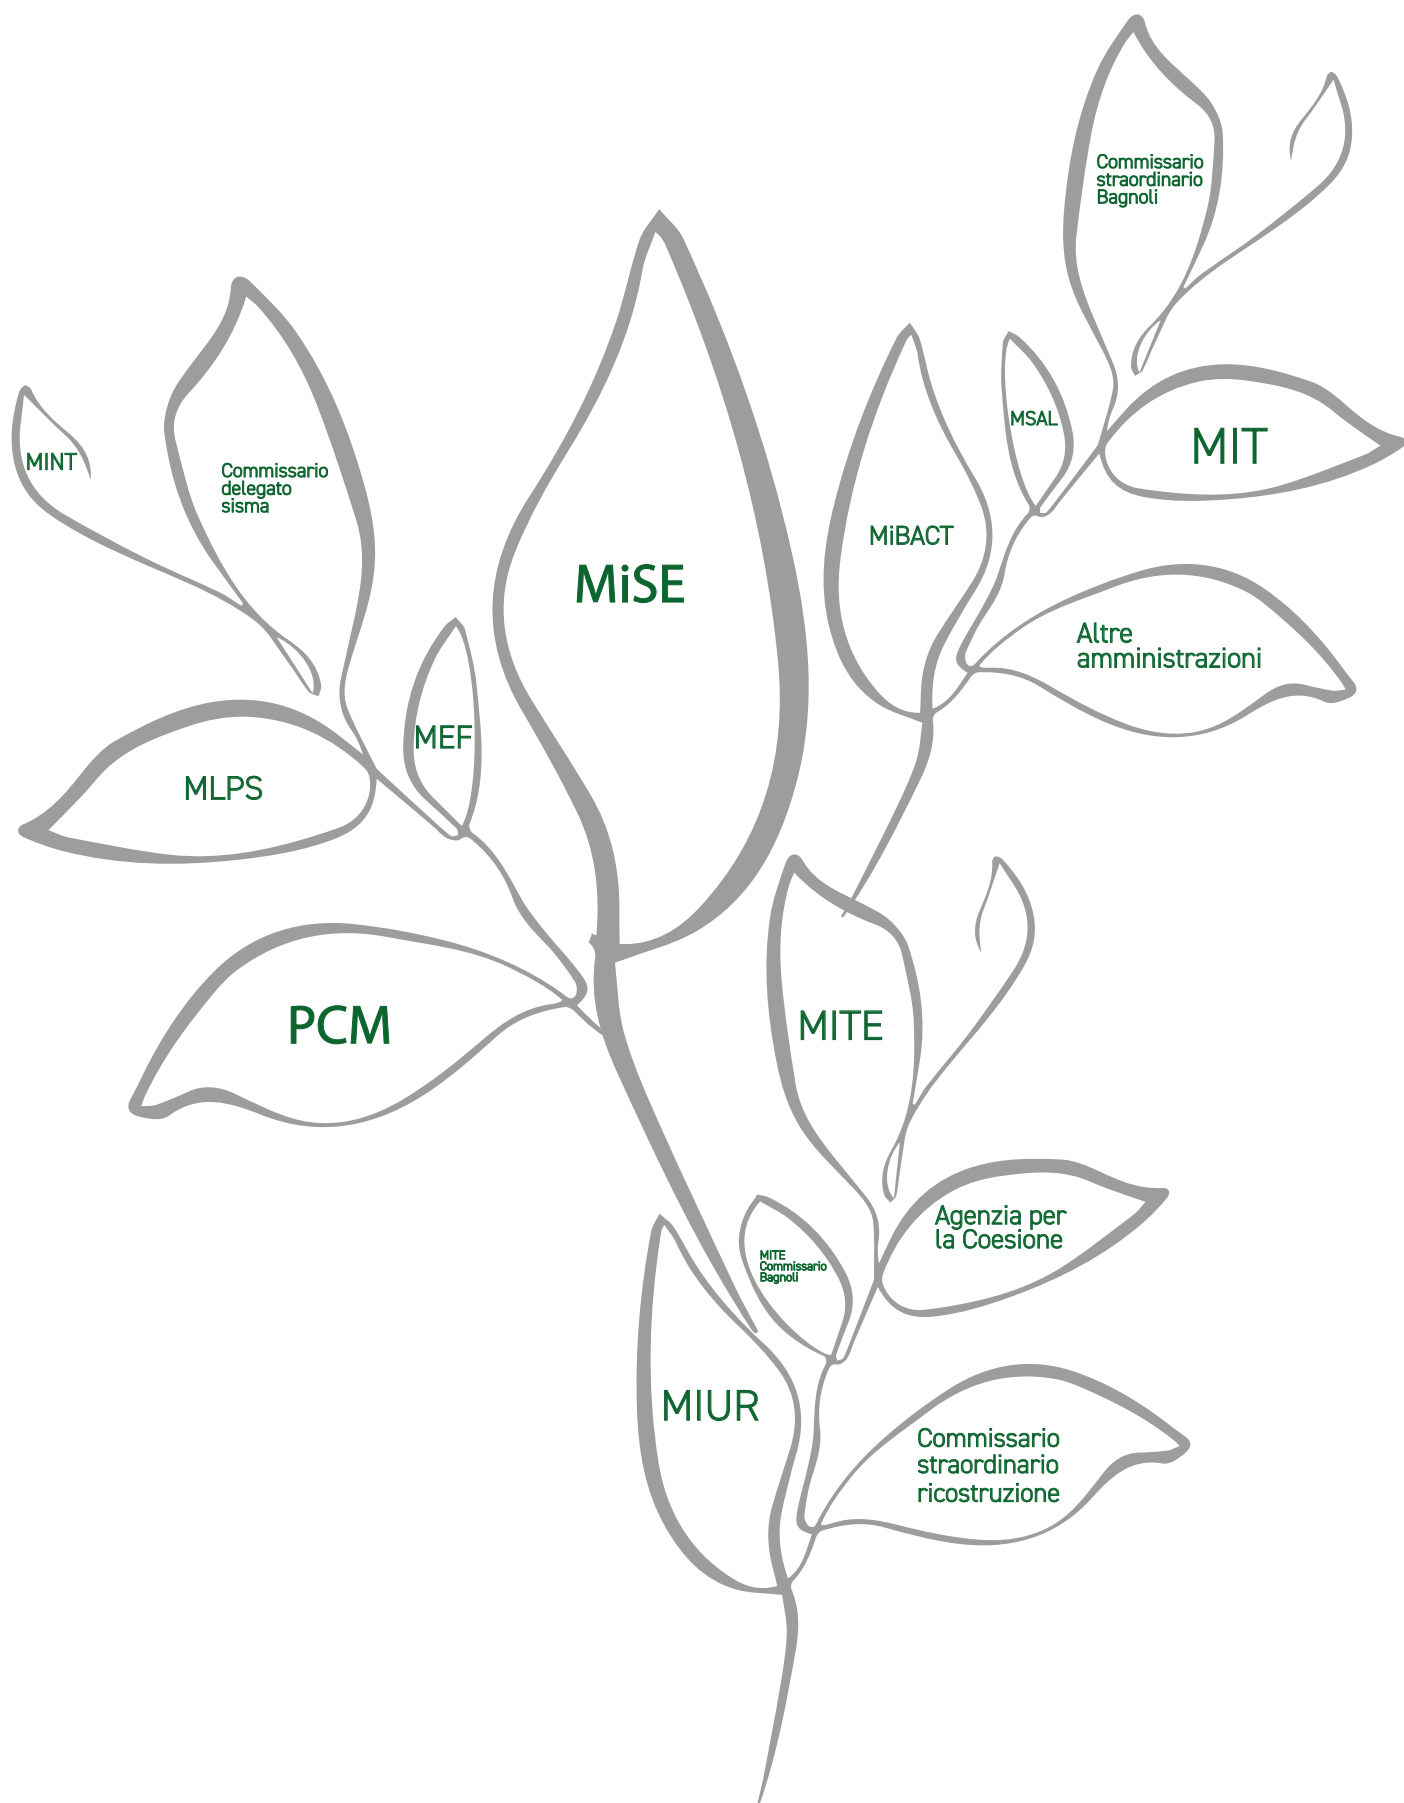 Commissario
straordinario
Bagnoli
MSAL
MIT
MINT
Commissario
delegato
sisma
MiBACT
MiSE
Altre
amministrazioni
MEF
MLPS
PCM
MITE
Agenzia per
la Coesione
MITE
Commissario
Bagnoli
MIUR
Commissario
straordinario
ricostruzione